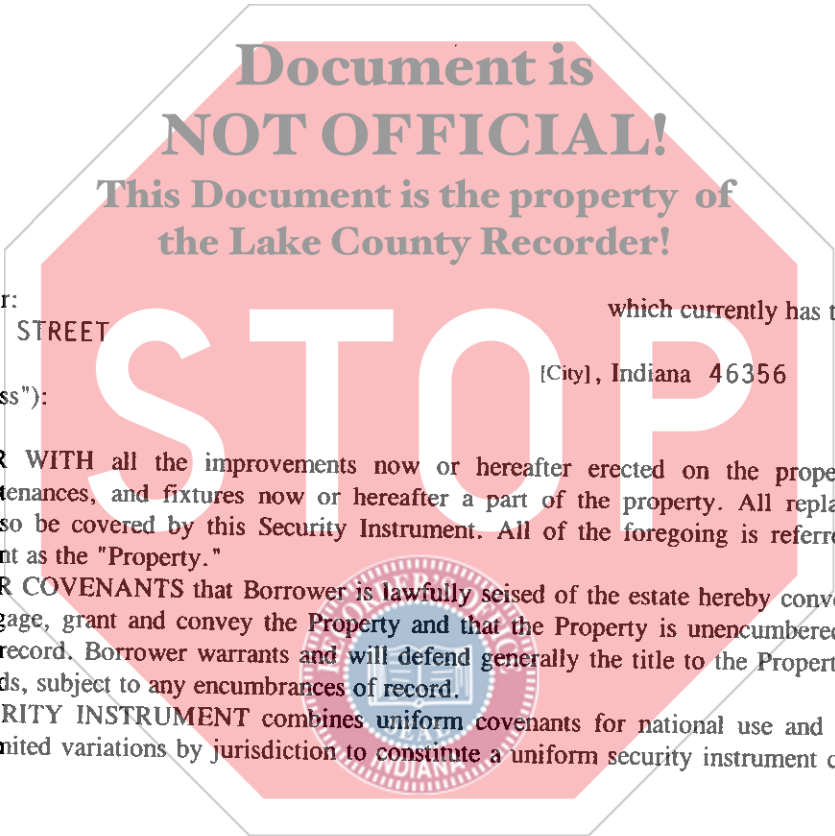 Document is
NOT OFFICIAL!
This Document is the property of
the Lake County Recorder!
STOP
r:
which currently has t
STREET
[City], Indiana 46356
ss"):
R WITH all the improvements now or hereafter erected on the prope
tenances, and fixtures now or hereafter a part of the property. All repla
so be covered by this Security Instrument. All of the foregoing is referre
nt as the "Property."
R COVENANTS that Borrower is lawfully seised of the estate hereby conve
gage, grant and convey the Property and that the Property is unencumbered
record. Borrower warrants and will defend generally the title to the Propert
ds, subject to any encumbrances of record.
RITY INSTRUMENT combines uniform covenants for national use and
mited variations by jurisdiction to constitute a uniform security instrument c
SEAL
INDIANA